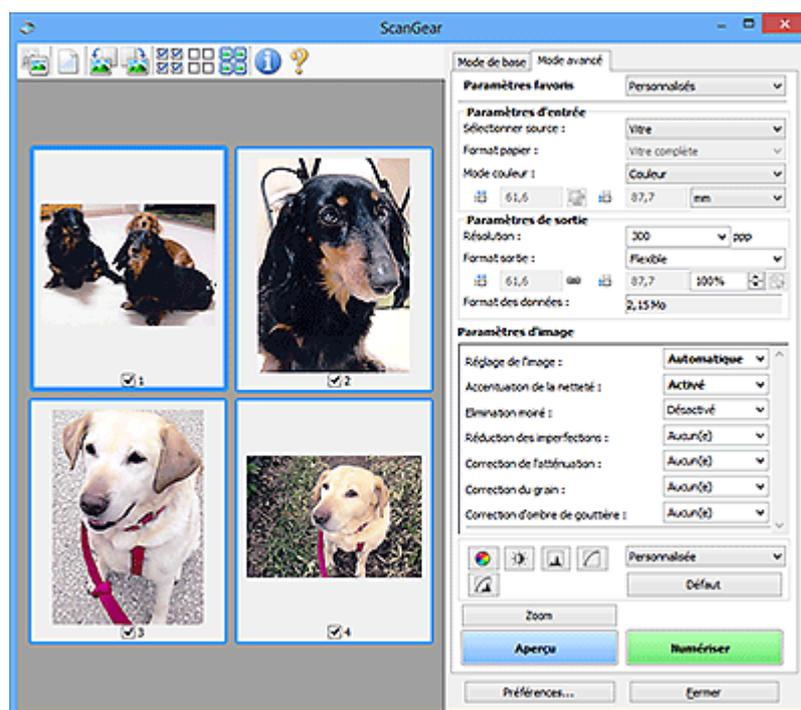 ScanGear
Mode de base Mode avancé
Paramètres favoris Personnalisés
Paramètres d'entrée
Sélectionner source : Vitre
Format papier : Vitre complète
Mode couleur : Couleur
61,6 87,7 mm
Paramètres de sortie
Résolution : 300 ppp
Format sortie : Flexible
61,6 87,7 100%
Format des données : 2,15 Mo
Paramètres d'image
Réglage de l'image : Automatique
Accentuation de la netteté : Activé
Elimination moiré : Désactivé
Réduction des imperfections : Aucun(e)
Correction de l'atténuation : Aucun(e)
Correction du grain : Aucun(e)
Correction d'ombre de gouttière : Aucun(e)
Personnalisée
Défaut
Zoom
Aperçu Numériser
Préférences... Fermer
1
2
3
4